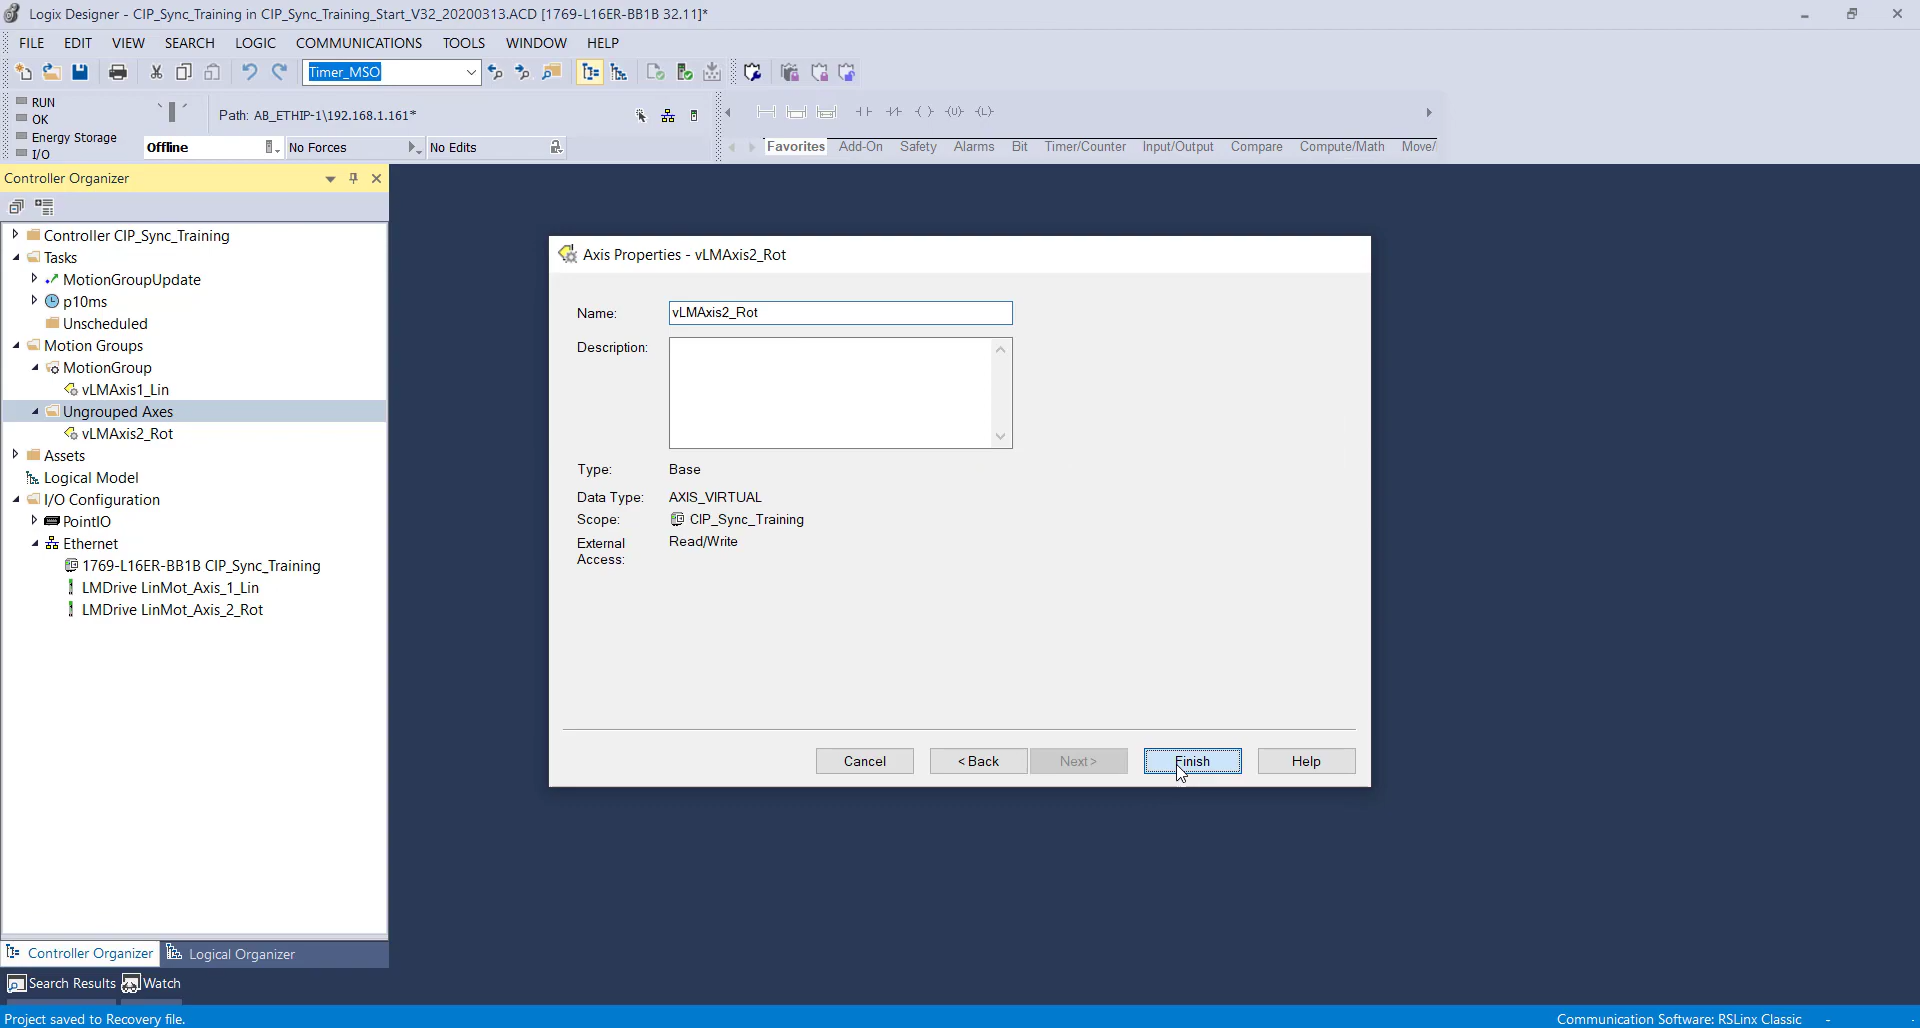 Logix Designer - CIP_Sync_Training in CIP_Sync_Training_Start_V32_20200313.ACD [1769-L16ER-BB1B 32.11]*
FILE EDIT VIEW SEARCH LOGIC COMMUNICATIONS TOOLS WINDOW HELP
Timer_MSO
RUN
OK
Energy Storage
I/O
Path: AB_ETHIP-1\192.168.1.161*
Offline No Forces No Edits
Favorites Add-On Safety Alarms Bit Timer/Counter Input/Output Compare Compute/Math Move/
Controller Organizer
Controller CIP_Sync_Training
Tasks
MotionGroupUpdate
p10ms
Unscheduled
Motion Groups
MotionGroup
vLMAxis1_Lin
Ungrouped Axes
vLMAxis2_Rot
Assets
Logical Model
I/O Configuration
PointIO
Ethernet
1769-L16ER-BB1B CIP_Sync_Training
LMDrive LinMot_Axis_1_Lin
LMDrive LinMot_Axis_2_Rot
Axis Properties - vLMAxis2_Rot
Name: vLMAxis2_Rot
Description:
Type: Base
Data Type: AXIS_VIRTUAL
Scope: CIP_Sync_Training
External Access: Read/Write
Cancel < Back Next > Finish Help
Controller Organizer Logical Organizer
Search Results Watch
Project saved to Recovery file.
Communication Software: RSLinx Classic